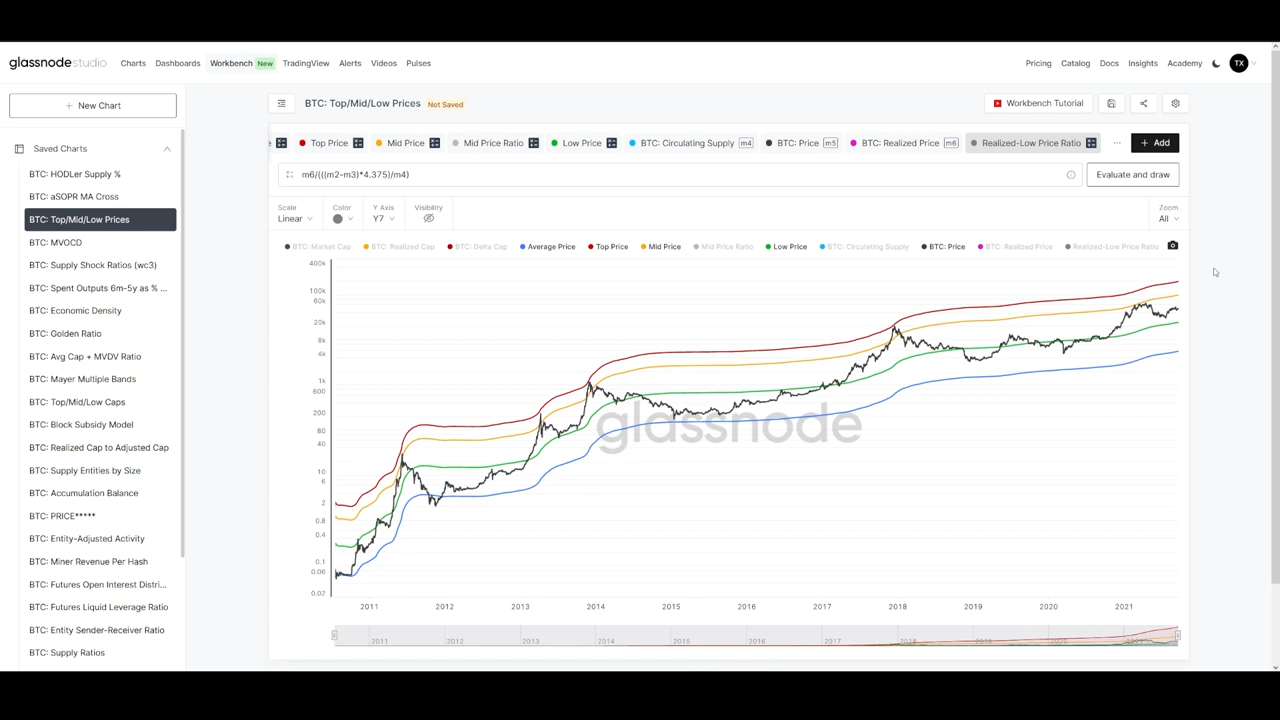 glassnodestudio Charts Dashboards Workbench New TradingView Alerts Videos Pulses Pricing Catalog Docs Insights Academy TX
+ New Chart
Saved Charts
BTC: HODLer Supply %
BTC: aSOPR MA Cross
BTC: Top/Mid/Low Prices
BTC: MVOCD
BTC: Supply Shock Ratios (wc3)
BTC: Spent Outputs 6m-5y as % ...
BTC: Economic Density
BTC: Golden Ratio
BTC: Avg Cap + MVDV Ratio
BTC: Mayer Multiple Bands
BTC: Top/Mid/Low Caps
BTC: Block Subsidy Model
BTC: Realized Cap to Adjusted Cap
BTC: Supply Entities by Size
BTC: Accumulation Balance
BTC: PRICE*****
BTC: Entity-Adjusted Activity
BTC: Miner Revenue Per Hash
BTC: Futures Open Interest Distri...
BTC: Futures Liquid Leverage Ratio
BTC: Entity Sender-Receiver Ratio
BTC: Supply Ratios
BTC: Top/Mid/Low Prices Not Saved Workbench Tutorial
e Top Price Mid Price Mid Price Ratio Low Price BTC: Circulating Supply m4 BTC: Price m5 BTC: Realized Price m6 Realized-Low Price Ratio ... + Add
m6/(((m2-m3)*4.375)/m4) Evaluate and draw
Scale Color Y Axis Visibility Zoom
Linear Y7 All
BTC: Market Cap BTC: Realized Cap BTC: Delta Cap Average Price Top Price Mid Price Mid Price Ratio Low Price BTC: Circulating Supply BTC: Price BTC: Realized Price Realized-Low Price Ratio
400k
100k
60k
20k
8k
4k
1k
600
200
80
40
10
6
2
0.8
0.4
0.1
0.06
0.02
glassnode
2011 2012 2013 2014 2015 2016 2017 2018 2019 2020 2021
2011 2012 2013 2014 2015 2016 2017 2018 2019 2020 2021